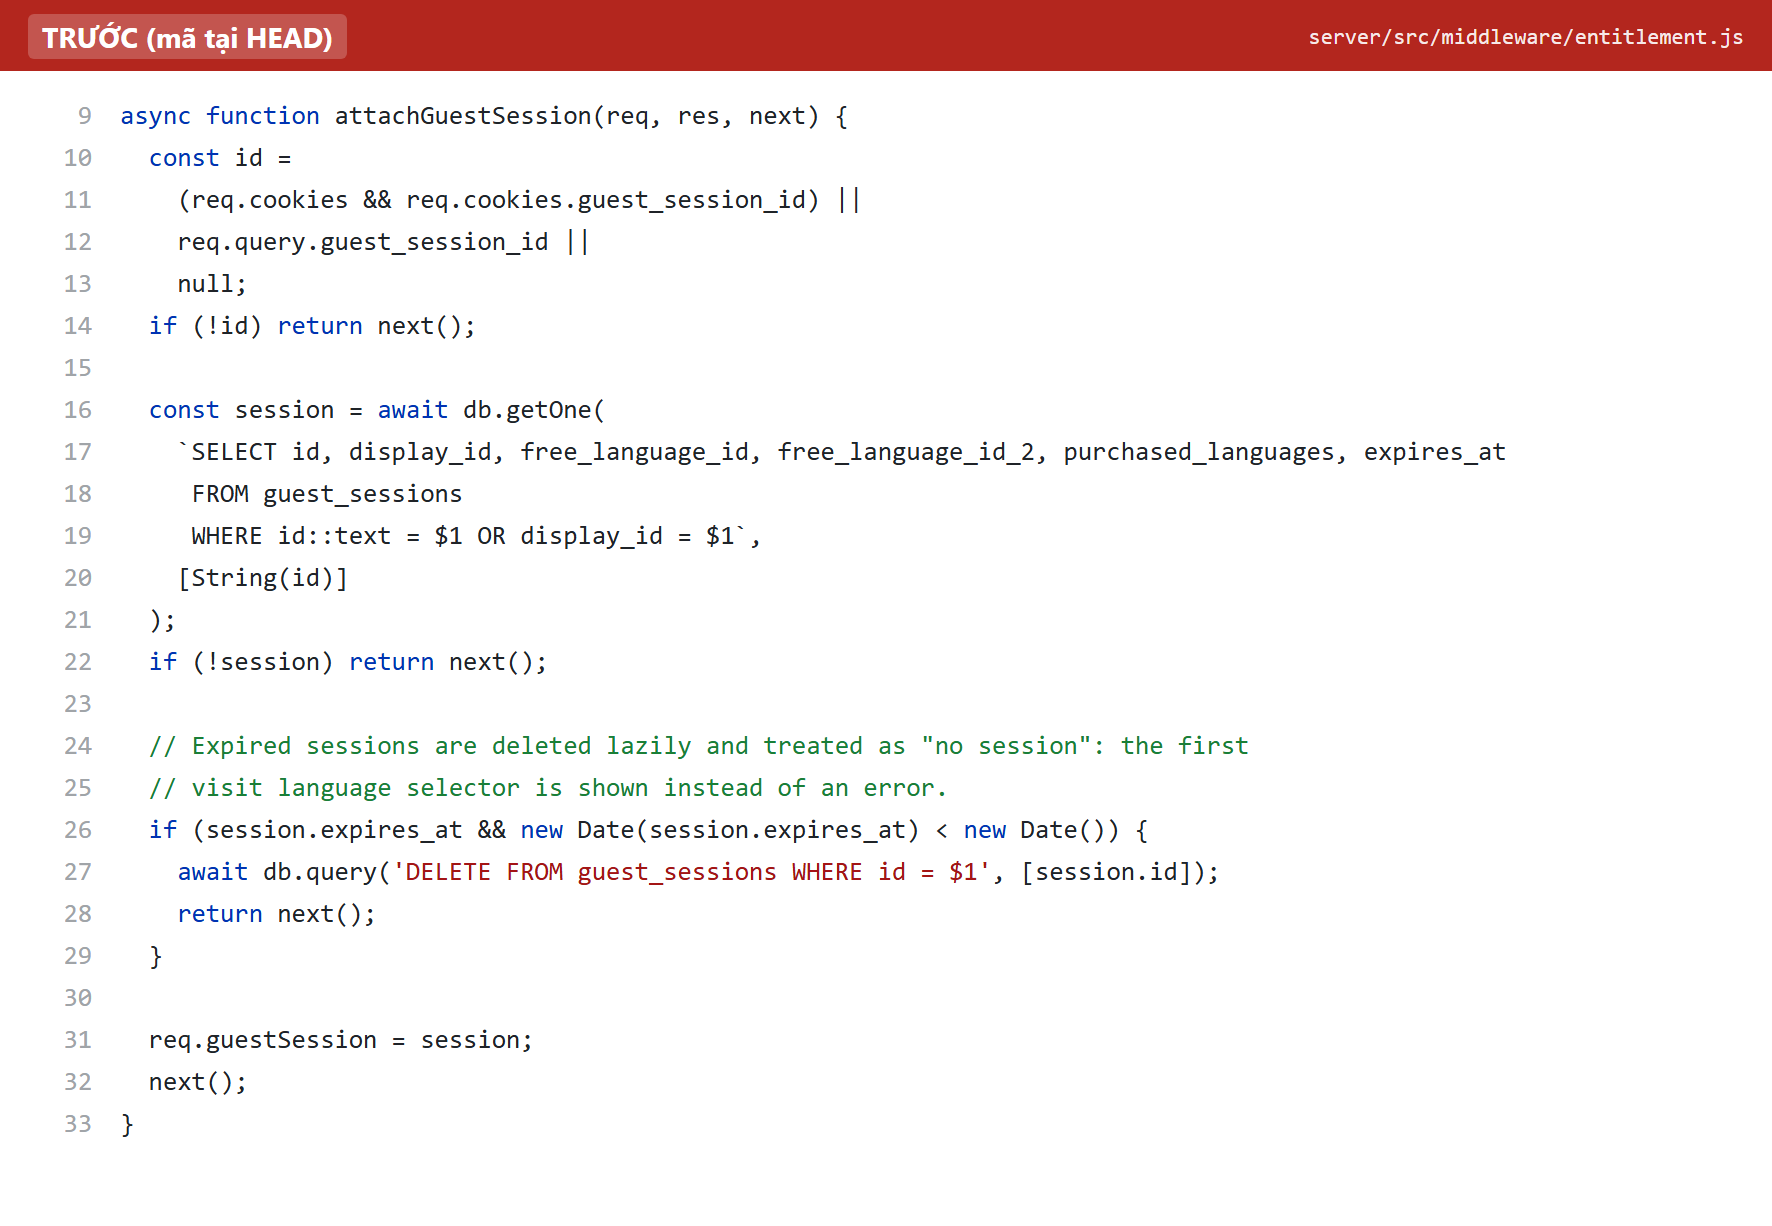 TRƯỚC (mã tại HEAD)
server/src/middleware/entitlement.js
9 async function attachGuestSession(req, res, next) {
10   const id =
11     (req.cookies && req.cookies.guest_session_id) ||
12     req.query.guest_session_id ||
13     null;
14   if (!id) return next();
15
16   const session = await db.getOne(
17     `SELECT id, display_id, free_language_id, free_language_id_2, purchased_languages, expires_at
18      FROM guest_sessions
19      WHERE id::text = $1 OR display_id = $1`,
20     [String(id)]
21   );
22   if (!session) return next();
23
24   // Expired sessions are deleted lazily and treated as "no session": the first
25   // visit language selector is shown instead of an error.
26   if (session.expires_at && new Date(session.expires_at) < new Date()) {
27     await db.query('DELETE FROM guest_sessions WHERE id = $1', [session.id]);
28     return next();
29   }
30
31   req.guestSession = session;
32   next();
33 }